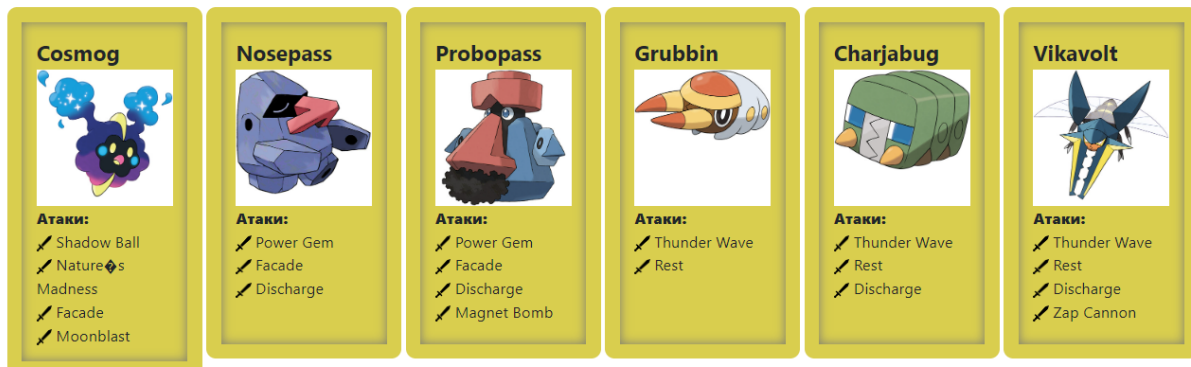 Cosmog
Атаки:
Shadow Ball
Nature�s
Madness
Facade
Moonblast
Nosepass
Атаки:
Power Gem
Facade
Discharge
Probopass
Атаки:
Power Gem
Facade
Discharge
Magnet Bomb
Grubbin
Атаки:
Thunder Wave
Rest
Charjabug
Атаки:
Thunder Wave
Rest
Discharge
Vikavolt
Атаки:
Thunder Wave
Rest
Discharge
Zap Cannon